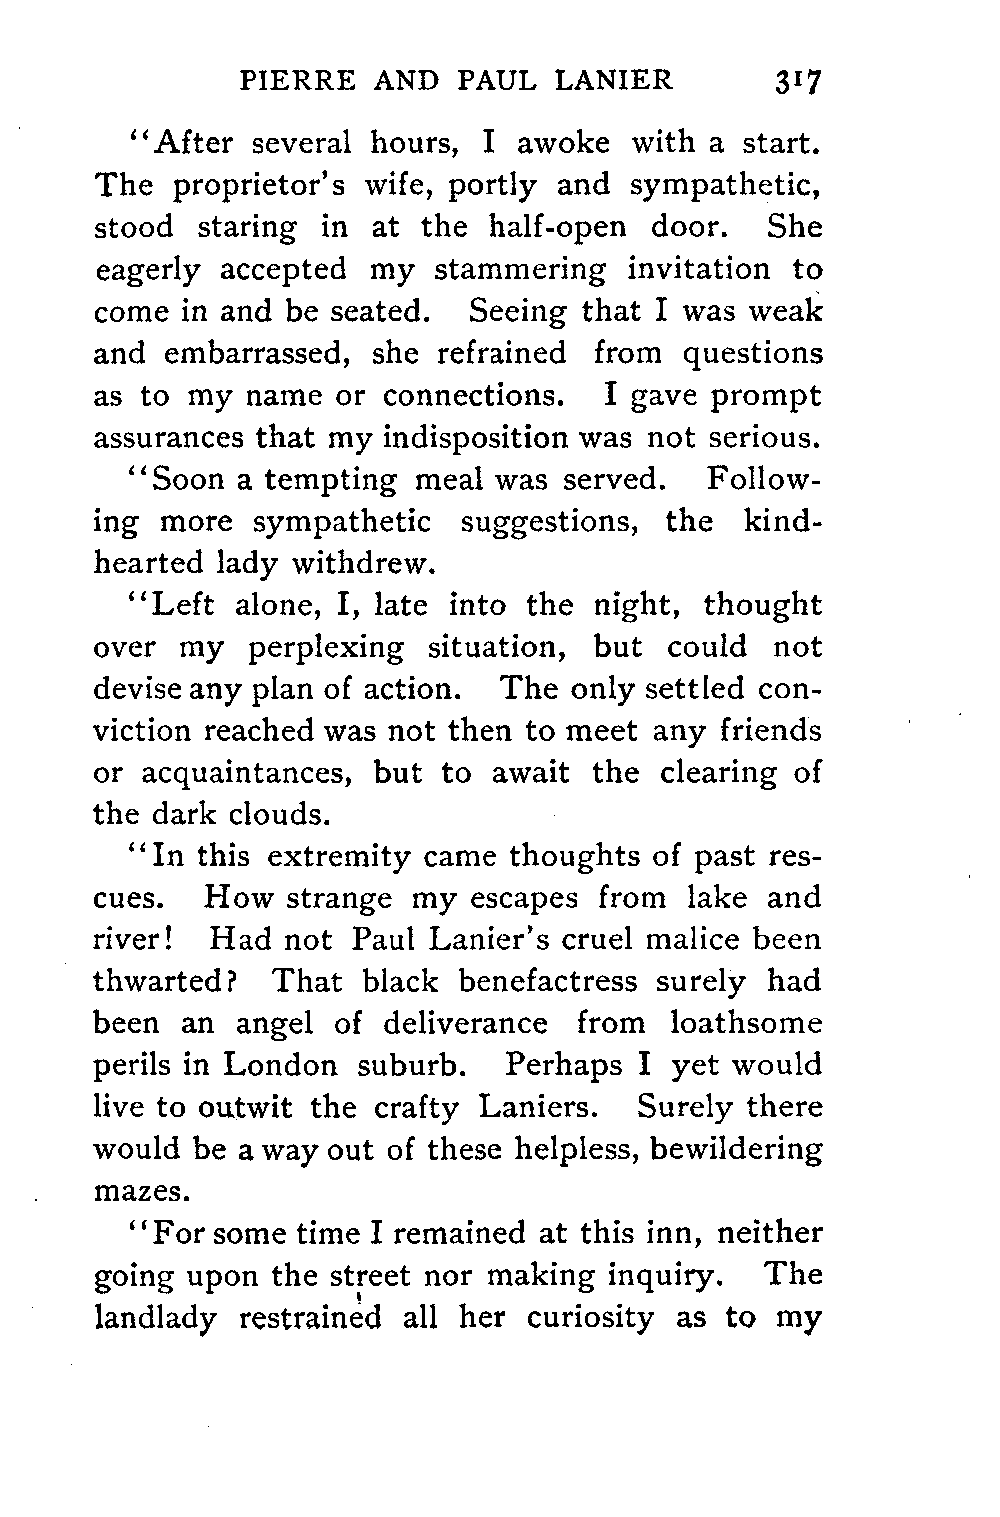 PIERRE AND PAUL LANIER 317
“After several hours, I awoke with a start.
The proprietor’s wife, portly and sympathetic,
stood staring in at the half-open door. She
eagerly accepted my stammering invitation to
come in and be seated. Seeing that I was weak
and embarrassed, she refrained from questions
as to my name or connections. I gave prompt
assurances that my indisposition was not serious.
“Soon a tempting meal was served. Follow-
ing more sympathetic suggestions, the kind-
hearted lady withdrew.
“Left alone, I, late into the night, thought
over my perplexing situation, but could not
devise any plan of action. The only settled con-
viction reached was not then to meet any friends
or acquaintances, but to await the clearing of
the dark clouds.
“In this extremity came thoughts of past res-
cues. How strange my escapes from lake and
river! Had not Paul Lanier’s cruel malice been
thwarted? That black benefactress surely had
been an angel of deliverance from loathsome
perils in London suburb. Perhaps I yet would
live to outwit the crafty Laniers. Surely there
would be a way out of these helpless, bewildering
mazes.
“For some time I remained at this inn, neither
going upon the street nor making inquiry. The
landlady restrained all her curiosity as to my